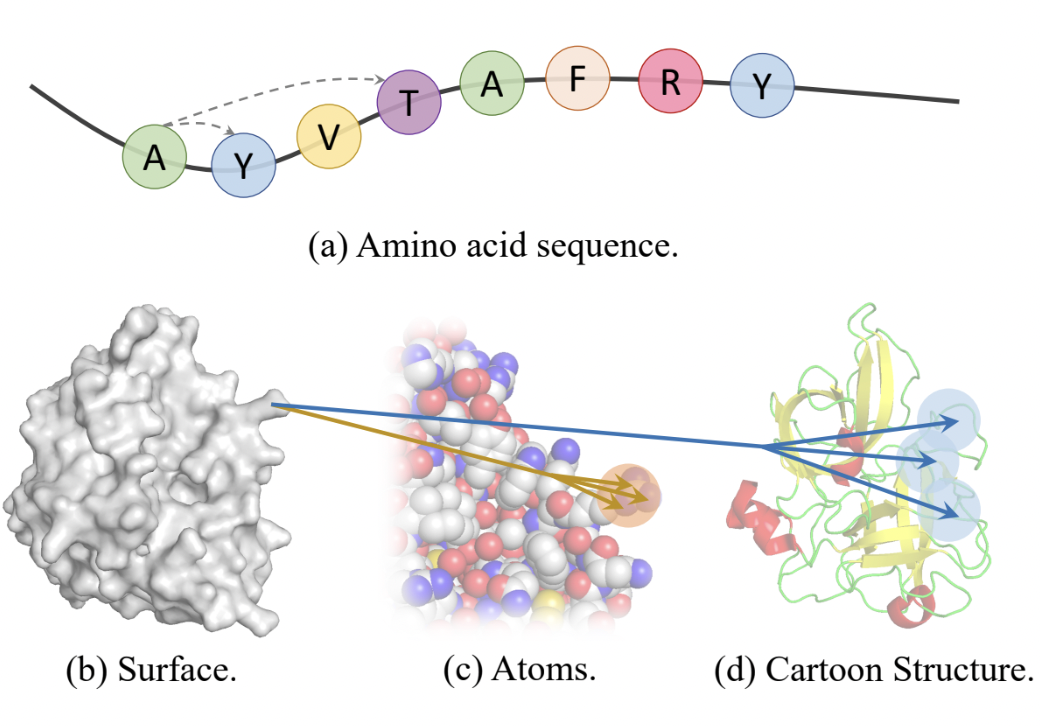 A Y V T A F R Y
(a) Amino acid sequence.
(b) Surface. (c) Atoms. (d) Cartoon Structure.